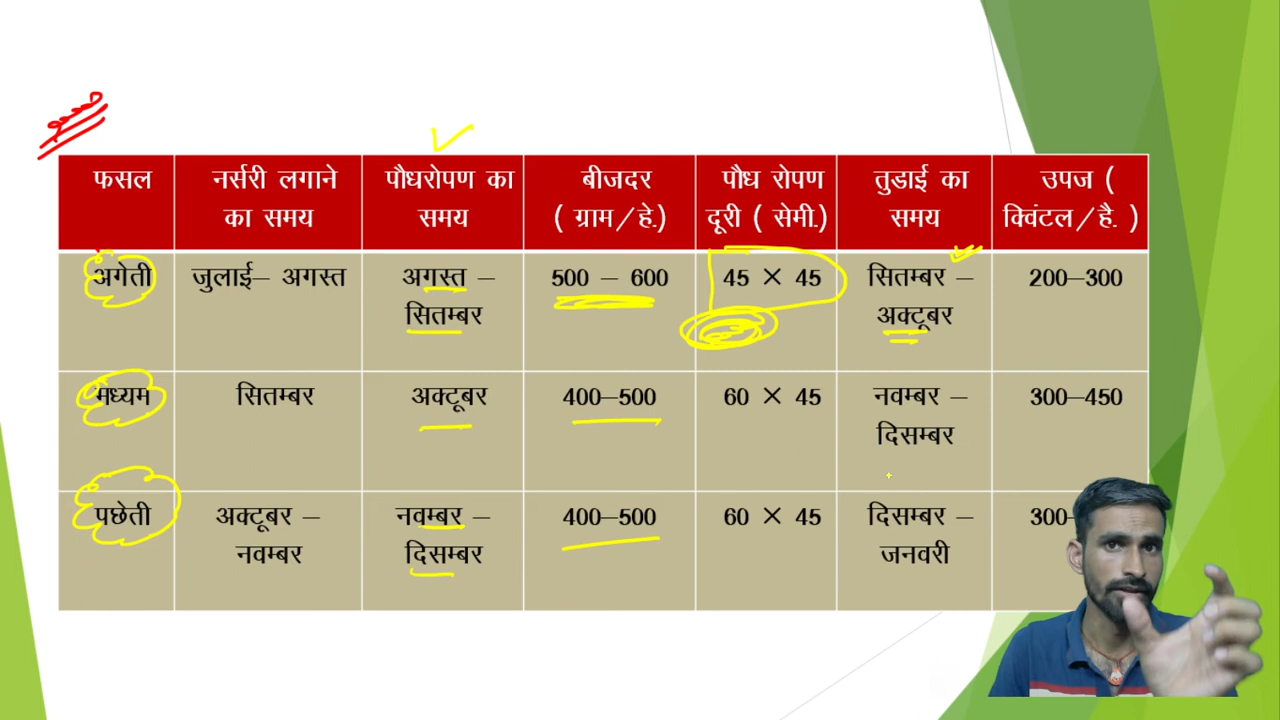 फसल
नर्सरी लगाने
का समय
पौधरोपण का
समय
बीजदर
( ग्राम/हे.)
पौध रोपण
दूरी ( सेमी.)
तुडाई का
समय
उपज (
क्विंटल/है. )
अगेती
जुलाई– अगस्त
अगस्त –
सितम्बर
500 – 600
45 × 45
सितम्बर –
अक्टूबर
200–300
मध्यम
सितम्बर
अक्टूबर
400–500
60 × 45
नवम्बर –
दिसम्बर
300–450
पछेती
अक्टूबर –
नवम्बर
नवम्बर –
दिसम्बर
400–500
60 × 45
दिसम्बर –
जनवरी
300–